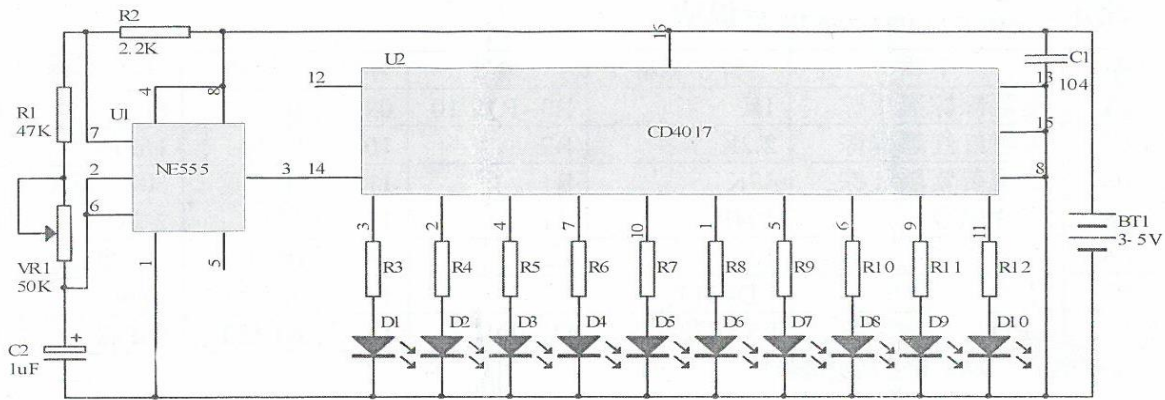 R2
2.2K
16
C1
104
U2
12
13
4
8
R1
47K
U1
7
15
CD4017
2
NE555
3
14
8
6
3
2
4
7
10
1
5
6
9
11
BT1
3-5V
1
5
R3
R4
R5
R6
R7
R8
R9
R10
R11
R12
VR1
50K
D1
D2
D3
D4
D5
D6
D7
D8
D9
D10
+
C2
1uF